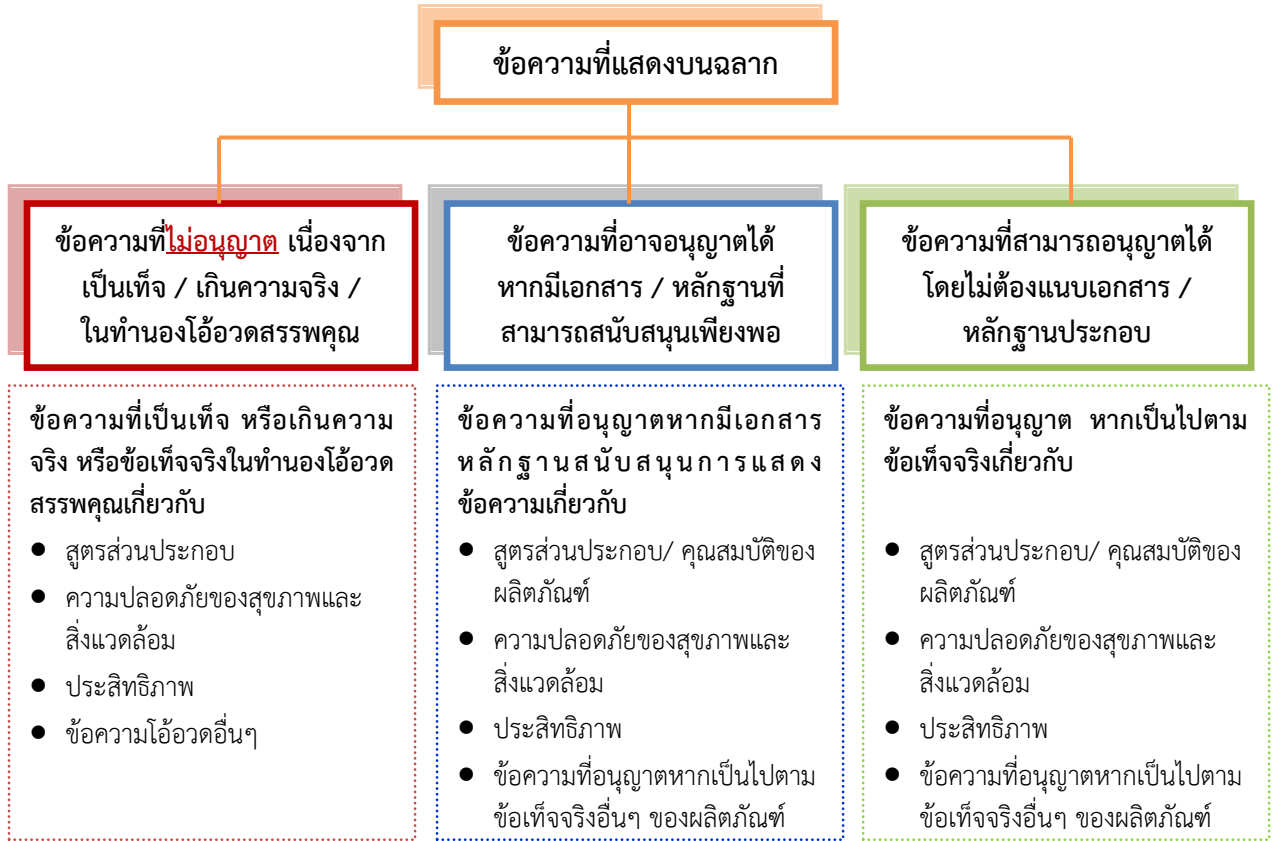 ข้อความที่แสดงบนฉลาก
ข้อความที่ไม่อนุญาต เนื่องจาก
เป็นเท็จ / เกินความจริง /
ในทำนองโอ้อวดสรรพคุณ
ข้อความที่อาจอนุญาตได้
หากมีเอกสาร / หลักฐานที่
สามารถสนับสนุนเพียงพอ
ข้อความที่สามารถอนุญาตได้
โดยไม่ต้องแนบเอกสาร /
หลักฐานประกอบ
ข้อความที่เป็นเท็จ หรือเกินความ
จริง หรือข้อเท็จจริงในทำนองโอ้อวด
สรรพคุณเกี่ยวกับ
● สูตรส่วนประกอบ
● ความปลอดภัยของสุขภาพและ
สิ่งแวดล้อม
● ประสิทธิภาพ
● ข้อความโอ้อวดอื่นๆ
ข้อความที่อนุญาตหากมีเอกสาร
หลักฐานสนับสนุนการแสดง
ข้อความเกี่ยวกับ
● สูตรส่วนประกอบ/ คุณสมบัติของ
ผลิตภัณฑ์
● ความปลอดภัยของสุขภาพและ
สิ่งแวดล้อม
● ประสิทธิภาพ
● ข้อความที่อนุญาตหากเป็นไปตาม
ข้อเท็จจริงอื่นๆ ของผลิตภัณฑ์
ข้อความที่อนุญาต หากเป็นไปตาม
ข้อเท็จจริงเกี่ยวกับ
● สูตรส่วนประกอบ/ คุณสมบัติของ
ผลิตภัณฑ์
● ความปลอดภัยของสุขภาพและ
สิ่งแวดล้อม
● ประสิทธิภาพ
● ข้อความที่อนุญาตหากเป็นไปตาม
ข้อเท็จจริงอื่นๆ ของผลิตภัณฑ์